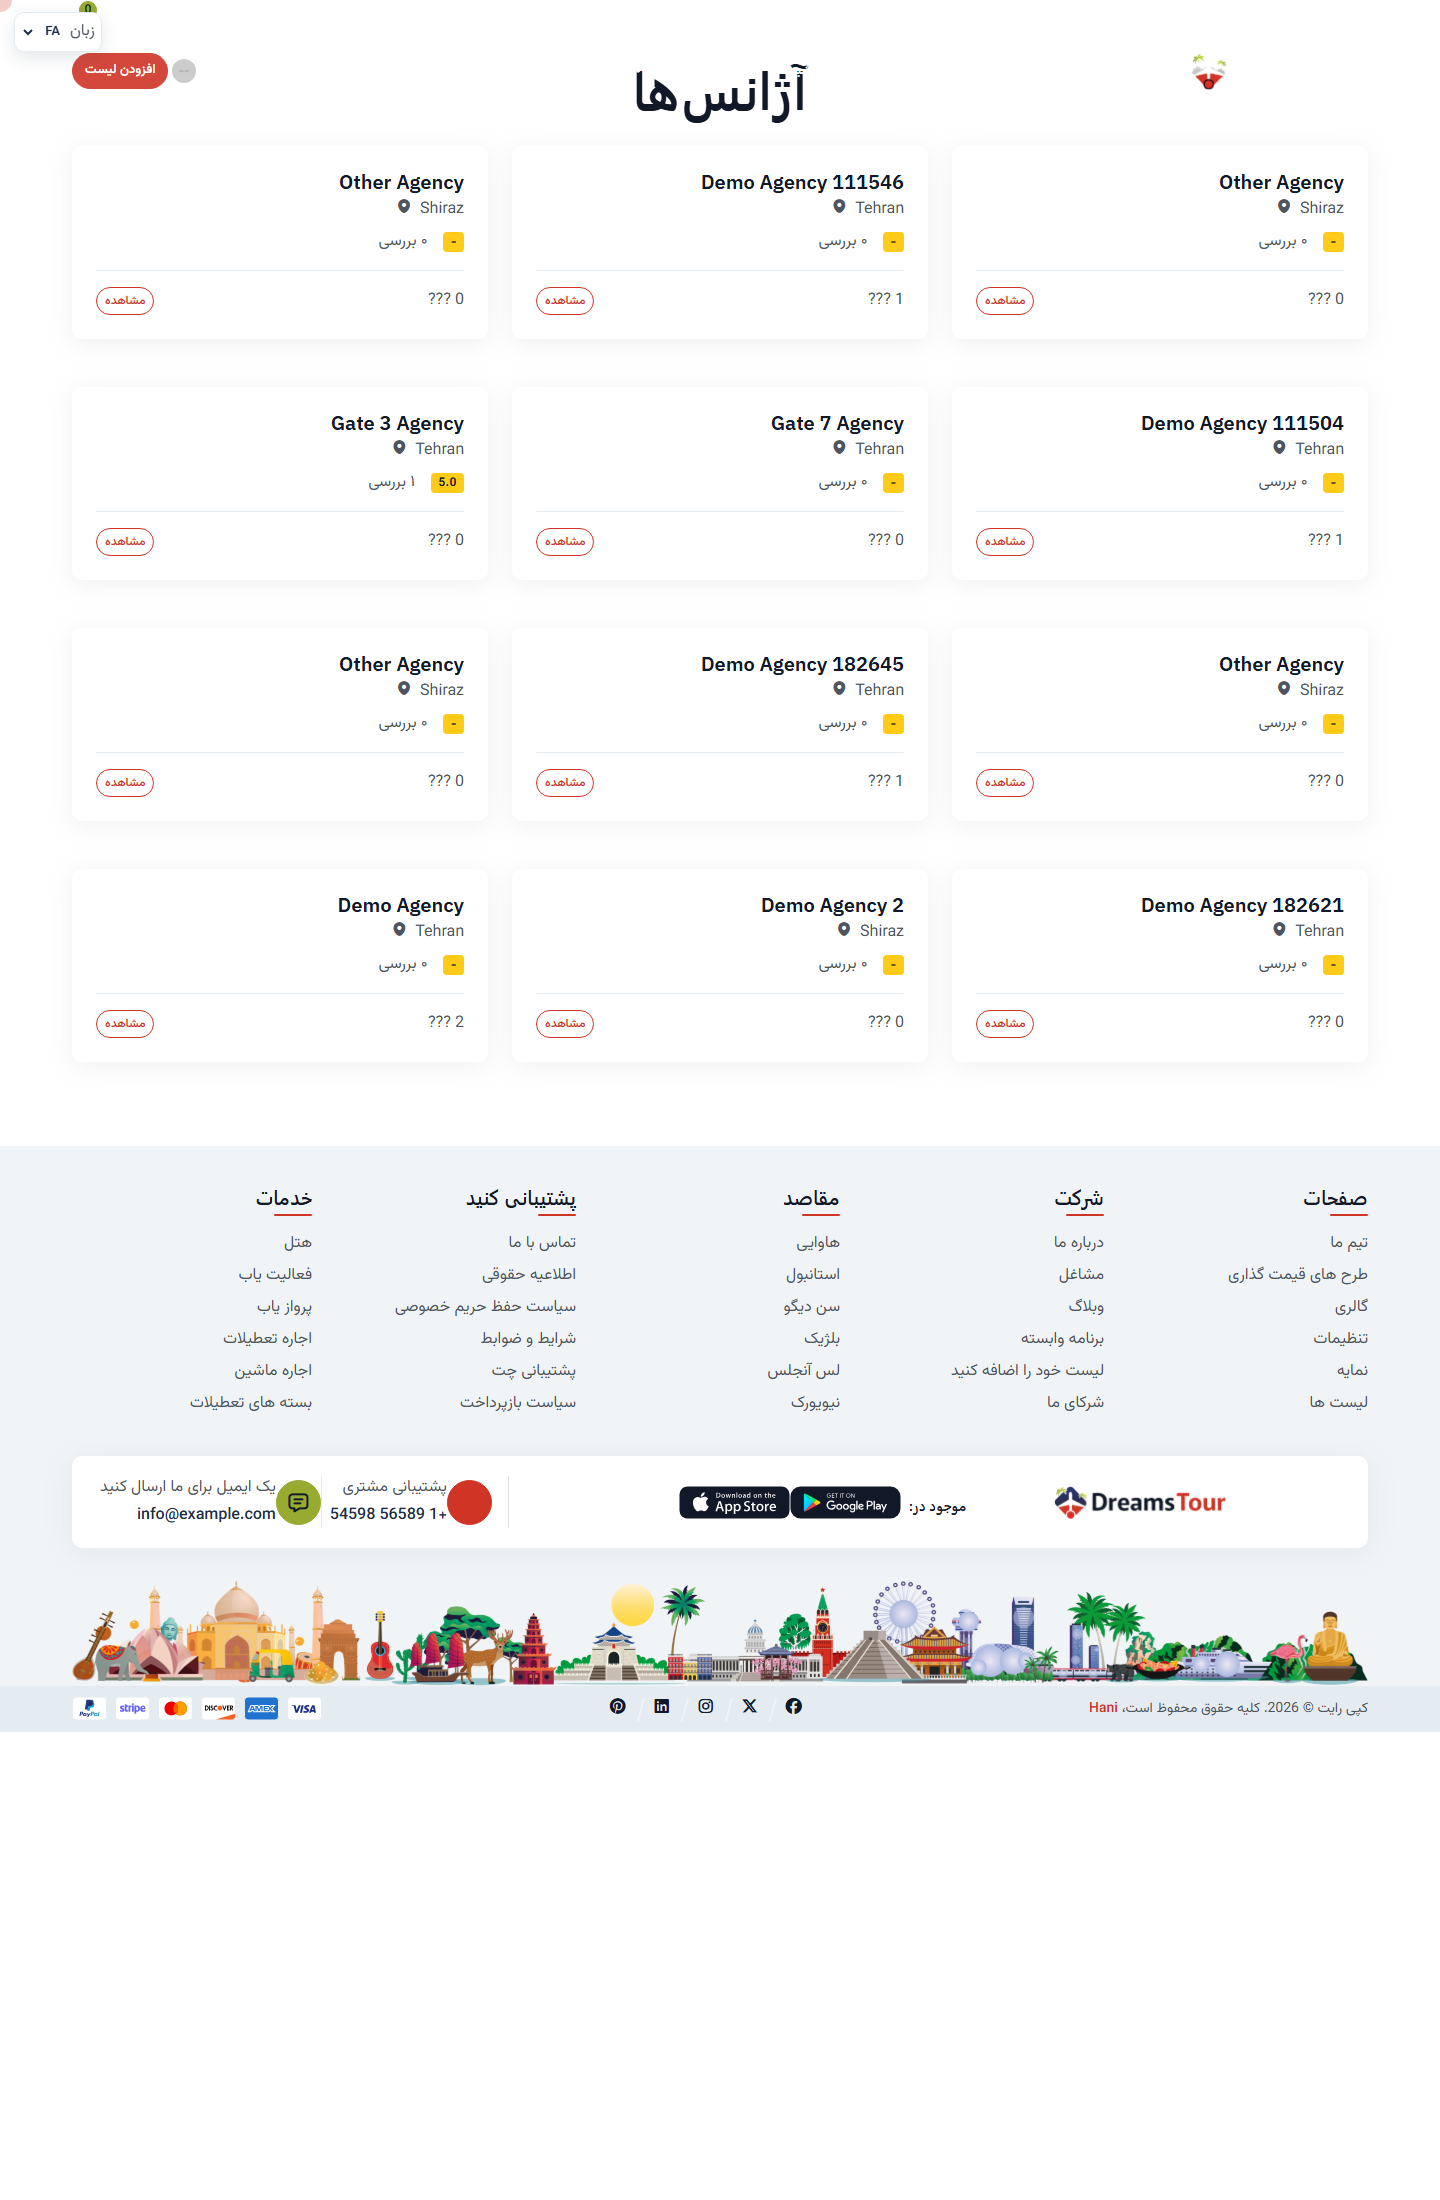 0
زبان FA
افزودن لیست
آژانس‌ها
Other Agency
Shiraz
- ۰ بررسی
0 ???
مشاهده
Demo Agency 111546
Tehran
- ۰ بررسی
1 ???
مشاهده
Other Agency
Shiraz
- ۰ بررسی
0 ???
مشاهده
Demo Agency 111504
Tehran
- ۰ بررسی
1 ???
مشاهده
Gate 7 Agency
Tehran
- ۰ بررسی
0 ???
مشاهده
Gate 3 Agency
Tehran
5.0 ۱ بررسی
0 ???
مشاهده
Other Agency
Shiraz
- ۰ بررسی
0 ???
مشاهده
Demo Agency 182645
Tehran
- ۰ بررسی
1 ???
مشاهده
Other Agency
Shiraz
- ۰ بررسی
0 ???
مشاهده
Demo Agency 182621
Tehran
- ۰ بررسی
0 ???
مشاهده
Demo Agency 2
Shiraz
- ۰ بررسی
0 ???
مشاهده
Demo Agency
Tehran
- ۰ بررسی
2 ???
مشاهده
صفحات
تیم ما
طرح های قیمت گذاری
گالری
تنظیمات
نمایه
لیست ها
شرکت
درباره ما
مشاغل
وبلاگ
برنامه وابسته
لیست خود را اضافه کنید
شرکای ما
مقاصد
هاوایی
استانبول
سن دیگو
بلژیک
لس آنجلس
نیویورک
پشتیبانی کنید
تماس با ما
اطلاعیه حقوقی
سیاست حفظ حریم خصوصی
شرایط و ضوابط
پشتیبانی چت
سیاست بازپرداخت
خدمات
هتل
فعالیت یاب
پرواز یاب
اجاره تعطیلات
اجاره ماشین
بسته های تعطیلات
DreamsTour
موجود در:
GET IT ON
Google Play
Download on the
App Store
پشتیبانی مشتری
+1 56589 54598
یک ایمیل برای ما ارسال کنید
info@example.com
کپی رایت © 2026. کلیه حقوق محفوظ است، Hani
VISA
AMEX
DISCOVER
stripe
PayPal